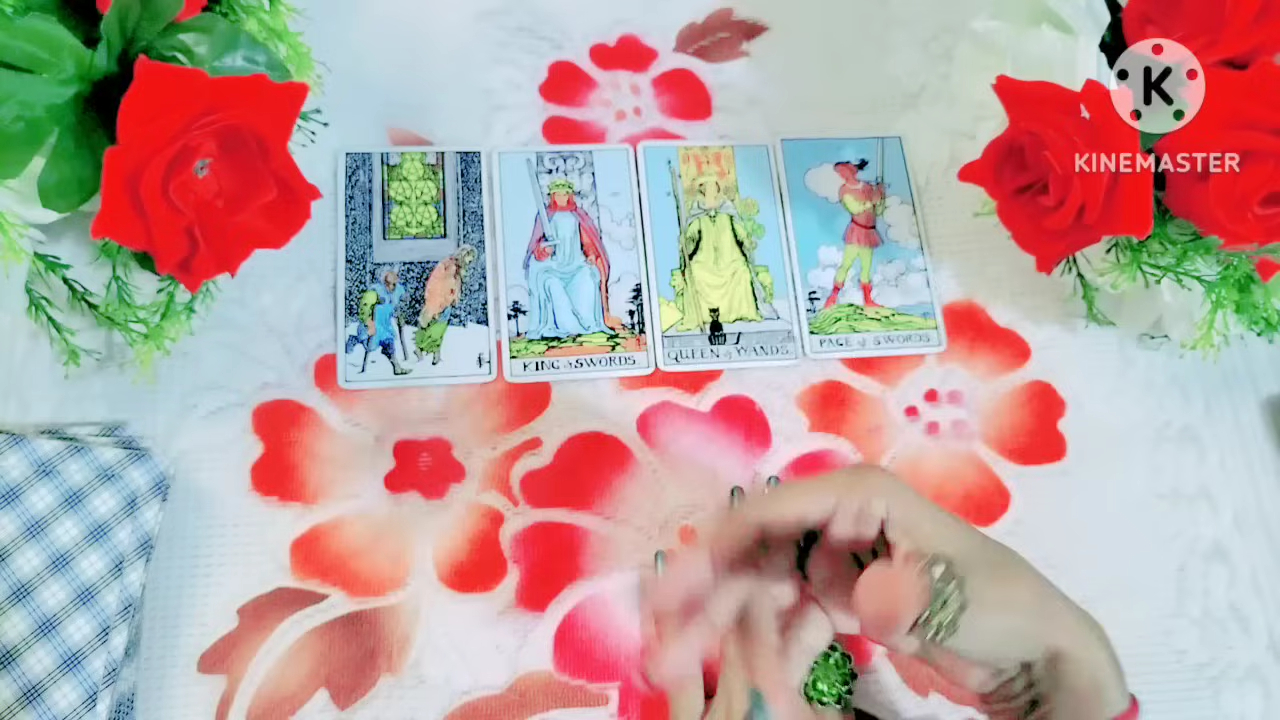 K
KINEMASTER
KING of SWORDS
QUEEN of WANDS
PAGE of SWORDS